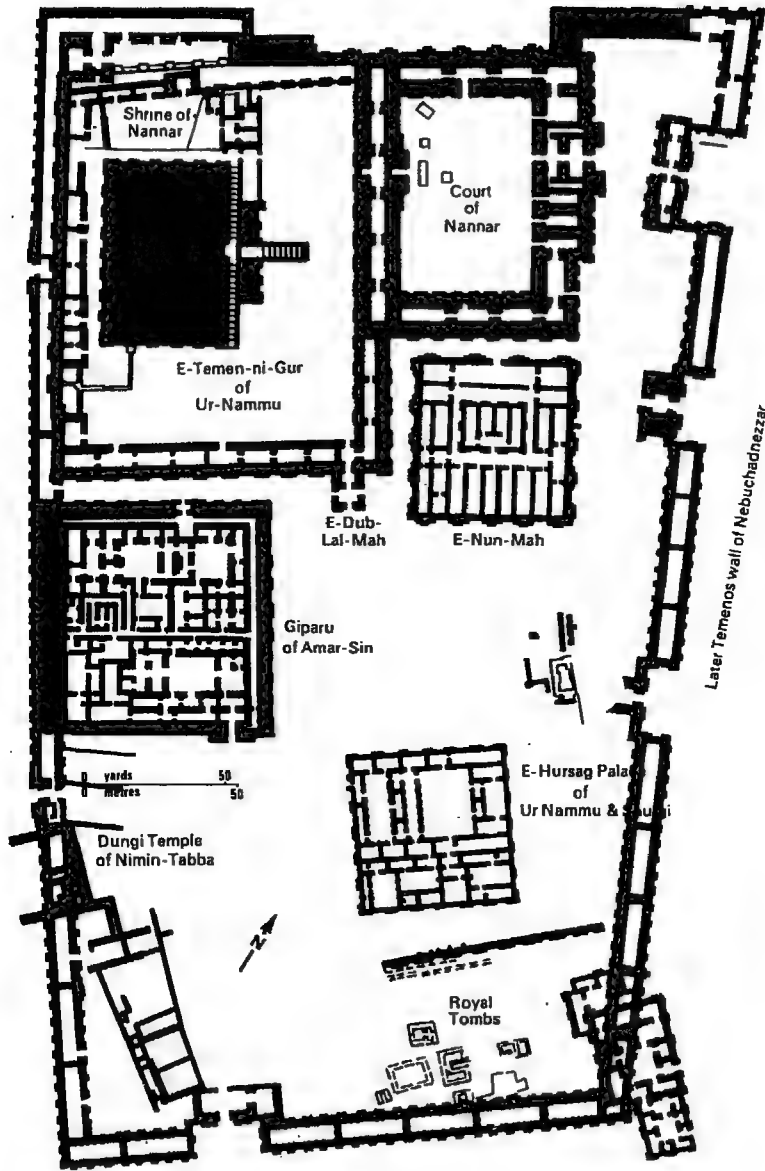 Shrine of
Nannar
Court
of
Nannar
E-Temen-ni-Gur
of
Ur-Nammu
E-Dub-
Lal-Mah
E-Nun-Mah
Later Temenos wall of Nebuchadnezzar
Giparu
of Amar-Sin
0 yards 50
0 metres 50
E-Hursag Palac
of
Ur Nammu &
Dungi Temple
of Nimin-Tabba
N
Royal
Tombs